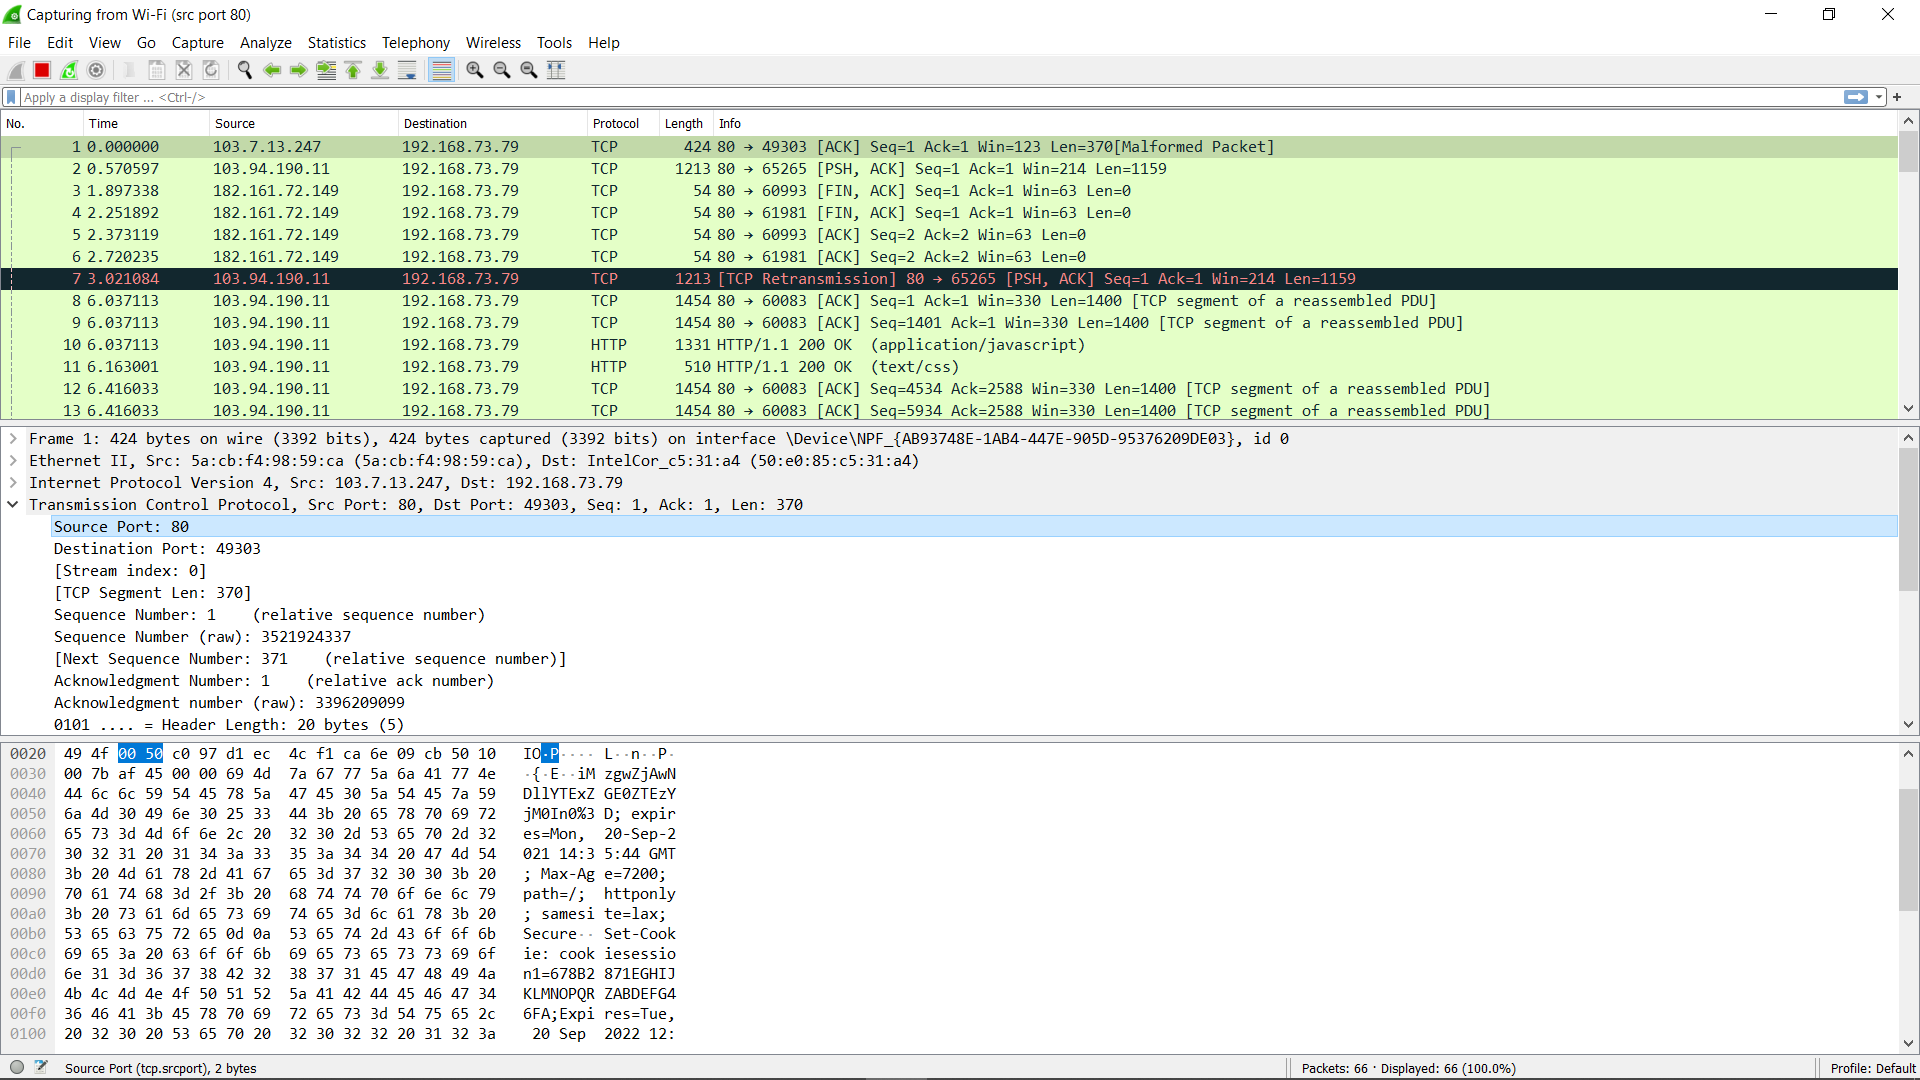 Capturing from Wi-Fi (src port 80)
File Edit View Go Capture Analyze Statistics Telephony Wireless Tools Help
Apply a display filter ... <Ctrl-/>
No. Time Source Destination Protocol Length Info
1 0.000000 103.7.13.247 192.168.73.79 TCP 424 80 → 49303 [ACK] Seq=1 Ack=1 Win=123 Len=370[Malformed Packet]
2 0.570597 103.94.190.11 192.168.73.79 TCP 1213 80 → 65265 [PSH, ACK] Seq=1 Ack=1 Win=214 Len=1159
3 1.897338 182.161.72.149 192.168.73.79 TCP 54 80 → 60993 [FIN, ACK] Seq=1 Ack=1 Win=63 Len=0
4 2.251892 182.161.72.149 192.168.73.79 TCP 54 80 → 61981 [FIN, ACK] Seq=1 Ack=1 Win=63 Len=0
5 2.373119 182.161.72.149 192.168.73.79 TCP 54 80 → 60993 [ACK] Seq=2 Ack=2 Win=63 Len=0
6 2.720235 182.161.72.149 192.168.73.79 TCP 54 80 → 61981 [ACK] Seq=2 Ack=2 Win=63 Len=0
7 3.021084 103.94.190.11 192.168.73.79 TCP 1213 [TCP Retransmission] 80 → 65265 [PSH, ACK] Seq=1 Ack=1 Win=214 Len=1159
8 6.037113 103.94.190.11 192.168.73.79 TCP 1454 80 → 60083 [ACK] Seq=1 Ack=1 Win=330 Len=1400 [TCP segment of a reassembled PDU]
9 6.037113 103.94.190.11 192.168.73.79 TCP 1454 80 → 60083 [ACK] Seq=1401 Ack=1 Win=330 Len=1400 [TCP segment of a reassembled PDU]
10 6.037113 103.94.190.11 192.168.73.79 HTTP 1331 HTTP/1.1 200 OK (application/javascript)
11 6.163001 103.94.190.11 192.168.73.79 HTTP 510 HTTP/1.1 200 OK (text/css)
12 6.416033 103.94.190.11 192.168.73.79 TCP 1454 80 → 60083 [ACK] Seq=4534 Ack=2588 Win=330 Len=1400 [TCP segment of a reassembled PDU]
13 6.416033 103.94.190.11 192.168.73.79 TCP 1454 80 → 60083 [ACK] Seq=5934 Ack=2588 Win=330 Len=1400 [TCP segment of a reassembled PDU]
Frame 1: 424 bytes on wire (3392 bits), 424 bytes captured (3392 bits) on interface \Device\NPF_{AB93748E-1AB4-447E-905D-95376209DE03}, id 0
Ethernet II, Src: 5a:cb:f4:98:59:ca (5a:cb:f4:98:59:ca), Dst: IntelCor_c5:31:a4 (50:e0:85:c5:31:a4)
Internet Protocol Version 4, Src: 103.7.13.247, Dst: 192.168.73.79
Transmission Control Protocol, Src Port: 80, Dst Port: 49303, Seq: 1, Ack: 1, Len: 370
Source Port: 80
Destination Port: 49303
[Stream index: 0]
[TCP Segment Len: 370]
Sequence Number: 1 (relative sequence number)
Sequence Number (raw): 3521924337
[Next Sequence Number: 371 (relative sequence number)]
Acknowledgment Number: 1 (relative ack number)
Acknowledgment number (raw): 3396209099
0101 .... = Header Length: 20 bytes (5)
0020 49 4f 00 50 c0 97 d1 ec 4c f1 ca 6e 09 cb 50 10 IO·P···· L··n··P·
0030 00 7b af 45 00 00 69 4d 7a 67 77 5a 6a 41 77 4e ·{·E··iM zgwZjAwN
0040 44 6c 6c 59 54 45 78 5a 47 45 30 5a 54 45 7a 59 DllYTExZ GE0ZTEzY
0050 6a 4d 30 49 6e 30 25 33 44 3b 20 65 78 70 69 72 jM0In0%3 D; expir
0060 65 73 3d 4d 6f 6e 2c 20 32 30 2d 53 65 70 2d 32 es=Mon, 20-Sep-2
0070 30 32 31 20 31 34 3a 33 35 3a 34 34 20 47 4d 54 021 14:3 5:44 GMT
0080 3b 20 4d 61 78 2d 41 67 65 3d 37 32 30 30 3b 20 ; Max-Ag e=7200;
0090 70 61 74 68 3d 2f 3b 20 68 74 74 70 6f 6e 6c 79 path=/; httponly
00a0 3b 20 73 61 6d 65 73 69 74 65 3d 6c 61 78 3b 20 ; samesi te=lax;
00b0 53 65 63 75 72 65 0d 0a 53 65 74 2d 43 6f 6f 6b Secure·· Set-Cook
00c0 69 65 3a 20 63 6f 6f 6b 69 65 73 65 73 73 69 6f ie: cook iesessio
00d0 6e 31 3d 36 37 38 42 32 38 37 31 45 47 48 49 4a n1=678B2 871EGHIJ
00e0 4b 4c 4d 4e 4f 50 51 52 5a 41 42 44 45 46 47 34 KLMNOPQR ZABDEFG4
00f0 36 46 41 3b 45 78 70 69 72 65 73 3d 54 75 65 2c 6FA;Expi res=Tue,
0100 20 32 30 20 53 65 70 20 32 30 32 32 20 31 32 3a 20 Sep 2022 12:
Source Port (tcp.srcport), 2 bytes Packets: 66 · Displayed: 66 (100.0%) Profile: Default